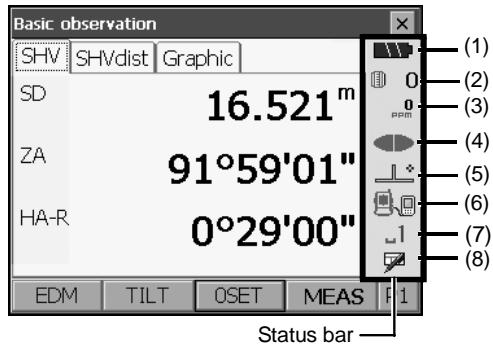 Basic observation ×
SHV SHVdist Graphic
(1)
0 (2)
SD 16.521m
0 ppm (3)
(4)
ZA 91°59'01"
(5)
(6)
HA-R 0°29'00"
1 (7)
(8)
EDM TILT 0SET MEAS P1
Status bar